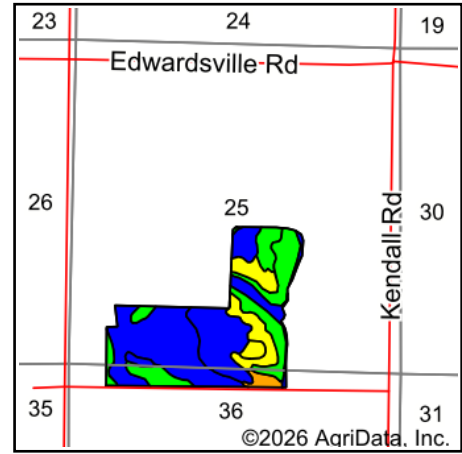 23 24 19
Edwardsville Rd
26 25 30
Kendall Rd
35 36 31
©2026 AgriData, Inc.